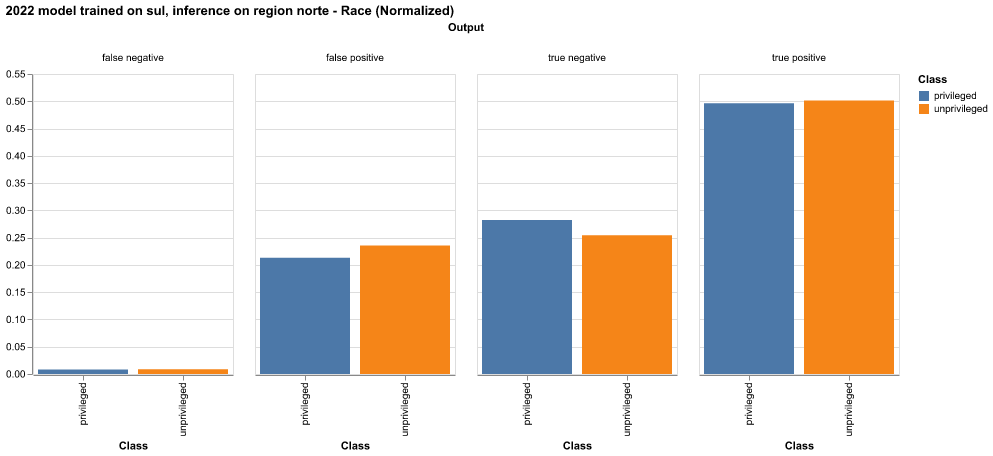 2022 model trained on sul, inference on region norte - Race (Normalized)
Output
false negative
false positive
true negative
true positive
0.55
0.50
0.45
0.40
0.35
0.30
0.25
0.20
0.15
0.10
0.05
0.00
privileged
unprivileged
privileged
unprivileged
privileged
unprivileged
privileged
unprivileged
Class
Class
Class
Class
Class
privileged
unprivileged